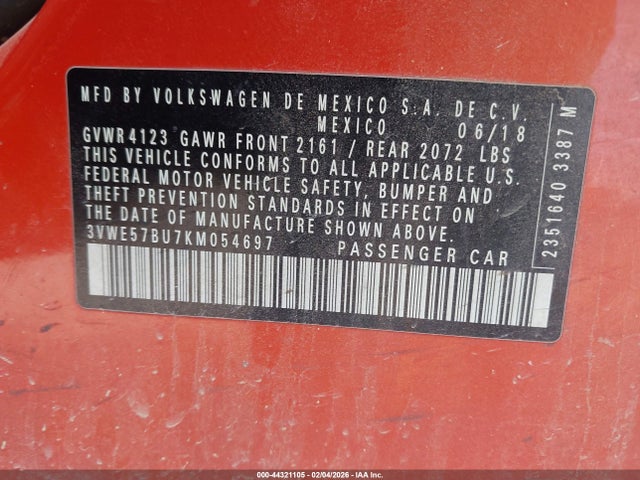 MFD BY VOLKSWAGEN DE MEXICO S.A. DE C.V.
MEXICO 06/18
GVWR 4123 GAWR FRONT 2161 / REAR 2072 LBS
THIS VEHICLE CONFORMS TO ALL APPLICABLE U.S.
FEDERAL MOTOR VEHICLE SAFETY, BUMPER AND
THEFT PREVENTION STANDARDS IN EFFECT ON
THE DATE OF MANUFACTURE SHOWN ABOVE.
3VWE57BU7KM054697 PASSENGER CAR
2351640 3387 M
000-44321105 - 02/04/2026 - IAA Inc.